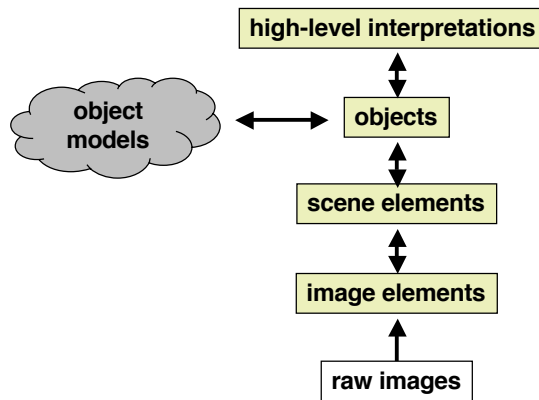 high-level interpretations
object
models
objects
scene elements
image elements
raw images